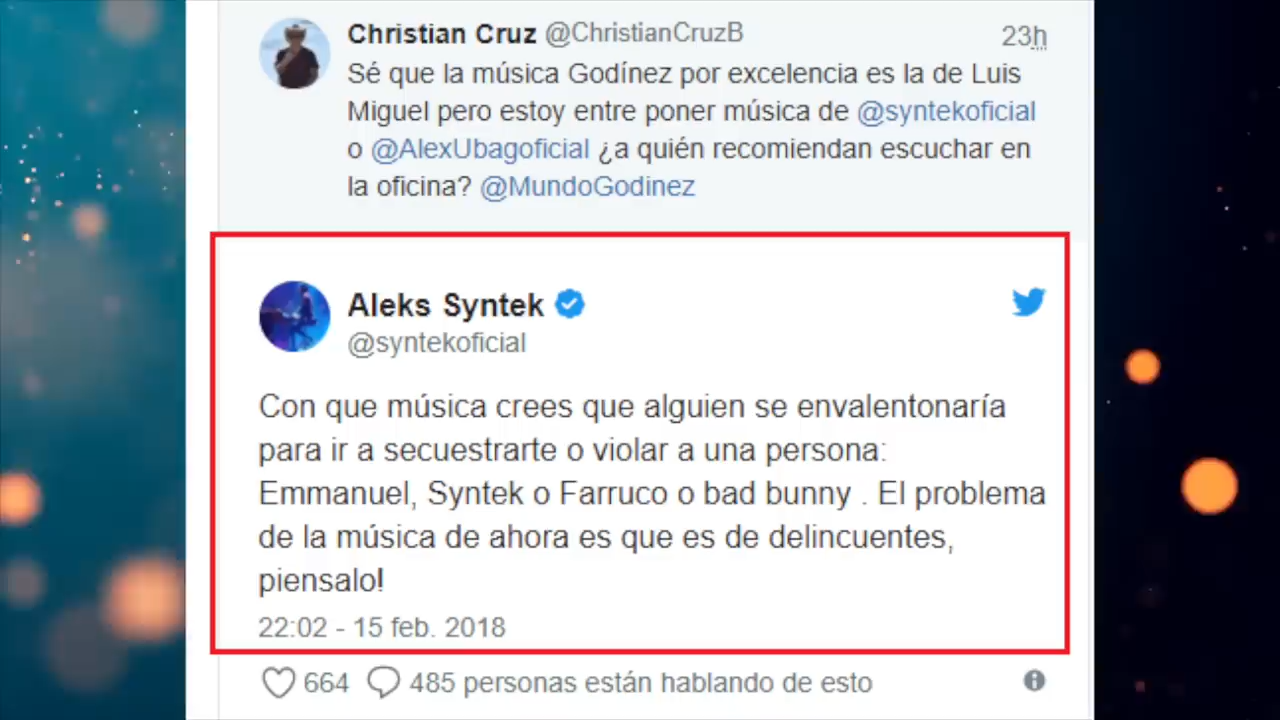 Christian Cruz @ChristianCruzB 23h
Sé que la música Godínez por excelencia es la de Luis
Miguel pero estoy entre poner música de @syntekoficial
o @AlexUbagoficial ¿a quién recomiendan escuchar en
la oficina? @MundoGodinez
Aleks Syntek
@syntekoficial
Con que música crees que alguien se envalentonaría
para ir a secuestrarte o violar a una persona:
Emmanuel, Syntek o Farruco o bad bunny . El problema
de la música de ahora es que es de delincuentes,
piensalo!
22:02 - 15 feb. 2018
664 485 personas están hablando de esto